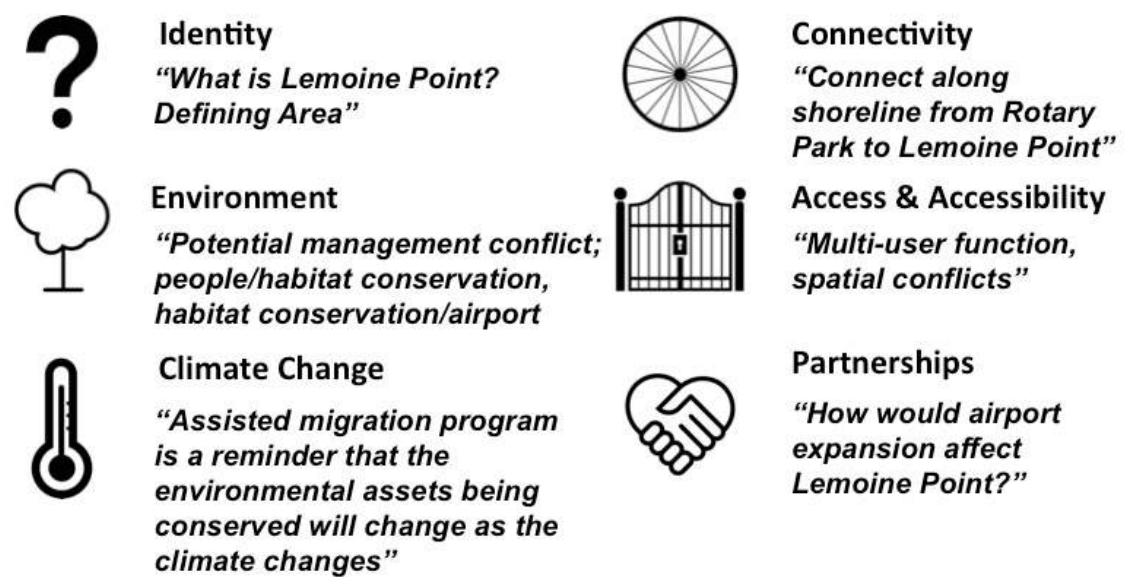 Identity
“What is Lemoine Point?
Defining Area”
Connectivity
“Connect along
shoreline from Rotary
Park to Lemoine Point”
Environment
“Potential management conflict;
people/habitat conservation,
habitat conservation/airport
Access & Accessibility
“Multi-user function,
spatial conflicts”
Climate Change
“Assisted migration program
is a reminder that the
environmental assets being
conserved will change as the
climate changes”
Partnerships
“How would airport
expansion affect
Lemoine Point?”